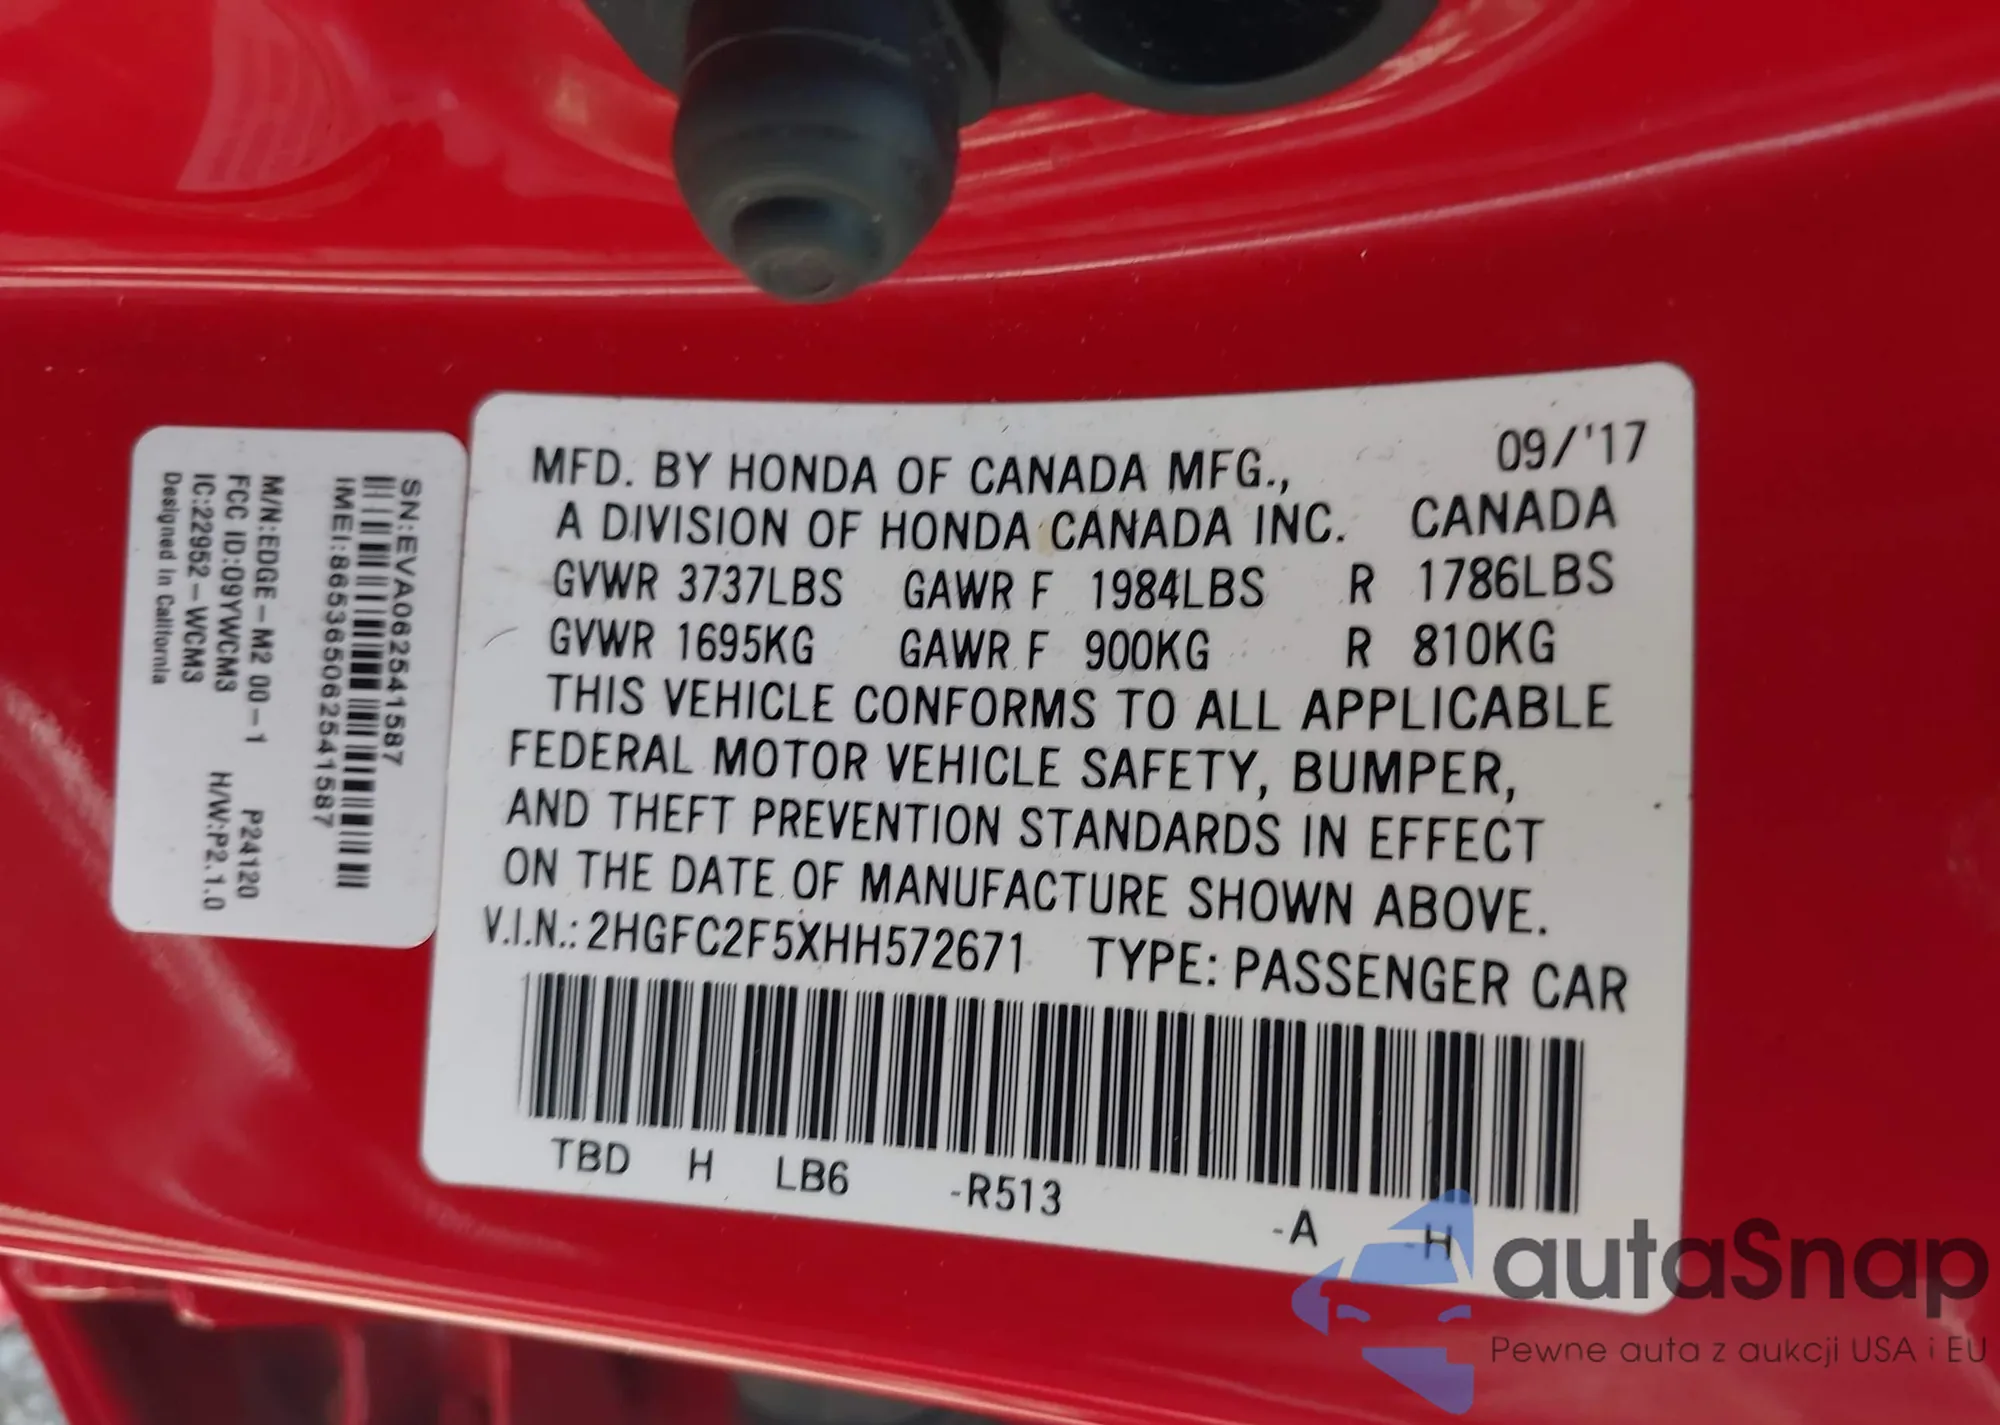 MFD. BY HONDA OF CANADA MFG., 09/'17
A DIVISION OF HONDA CANADA INC. CANADA
GVWR 3737LBS GAWR F 1984LBS R 1786LBS
GVWR 1695KG GAWR F 900KG R 810KG
THIS VEHICLE CONFORMS TO ALL APPLICABLE
FEDERAL MOTOR VEHICLE SAFETY, BUMPER,
AND THEFT PREVENTION STANDARDS IN EFFECT
ON THE DATE OF MANUFACTURE SHOWN ABOVE.
V.I.N.: 2HGFC2F5XHH572671 TYPE: PASSENGER CAR
TBD H LB6 -R513 -A -H
SN:EVA062541587
IMEI:865365062541587
M/N:EDGE-M2 00-1 P24120
FCC ID:09YWCM3 H/W:P2.1.0
IC:22952-WCM3
Designed in California
autaSnap
Pewne auta z aukcji USA i EU